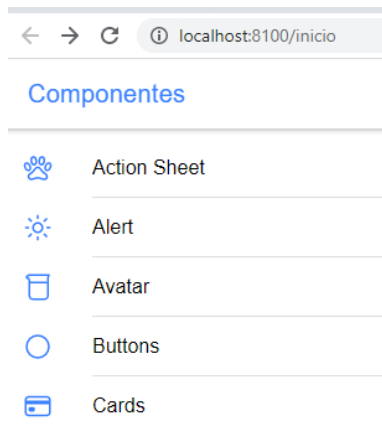 localhost:8100/inicio
Componentes
Action Sheet
Alert
Avatar
Buttons
Cards